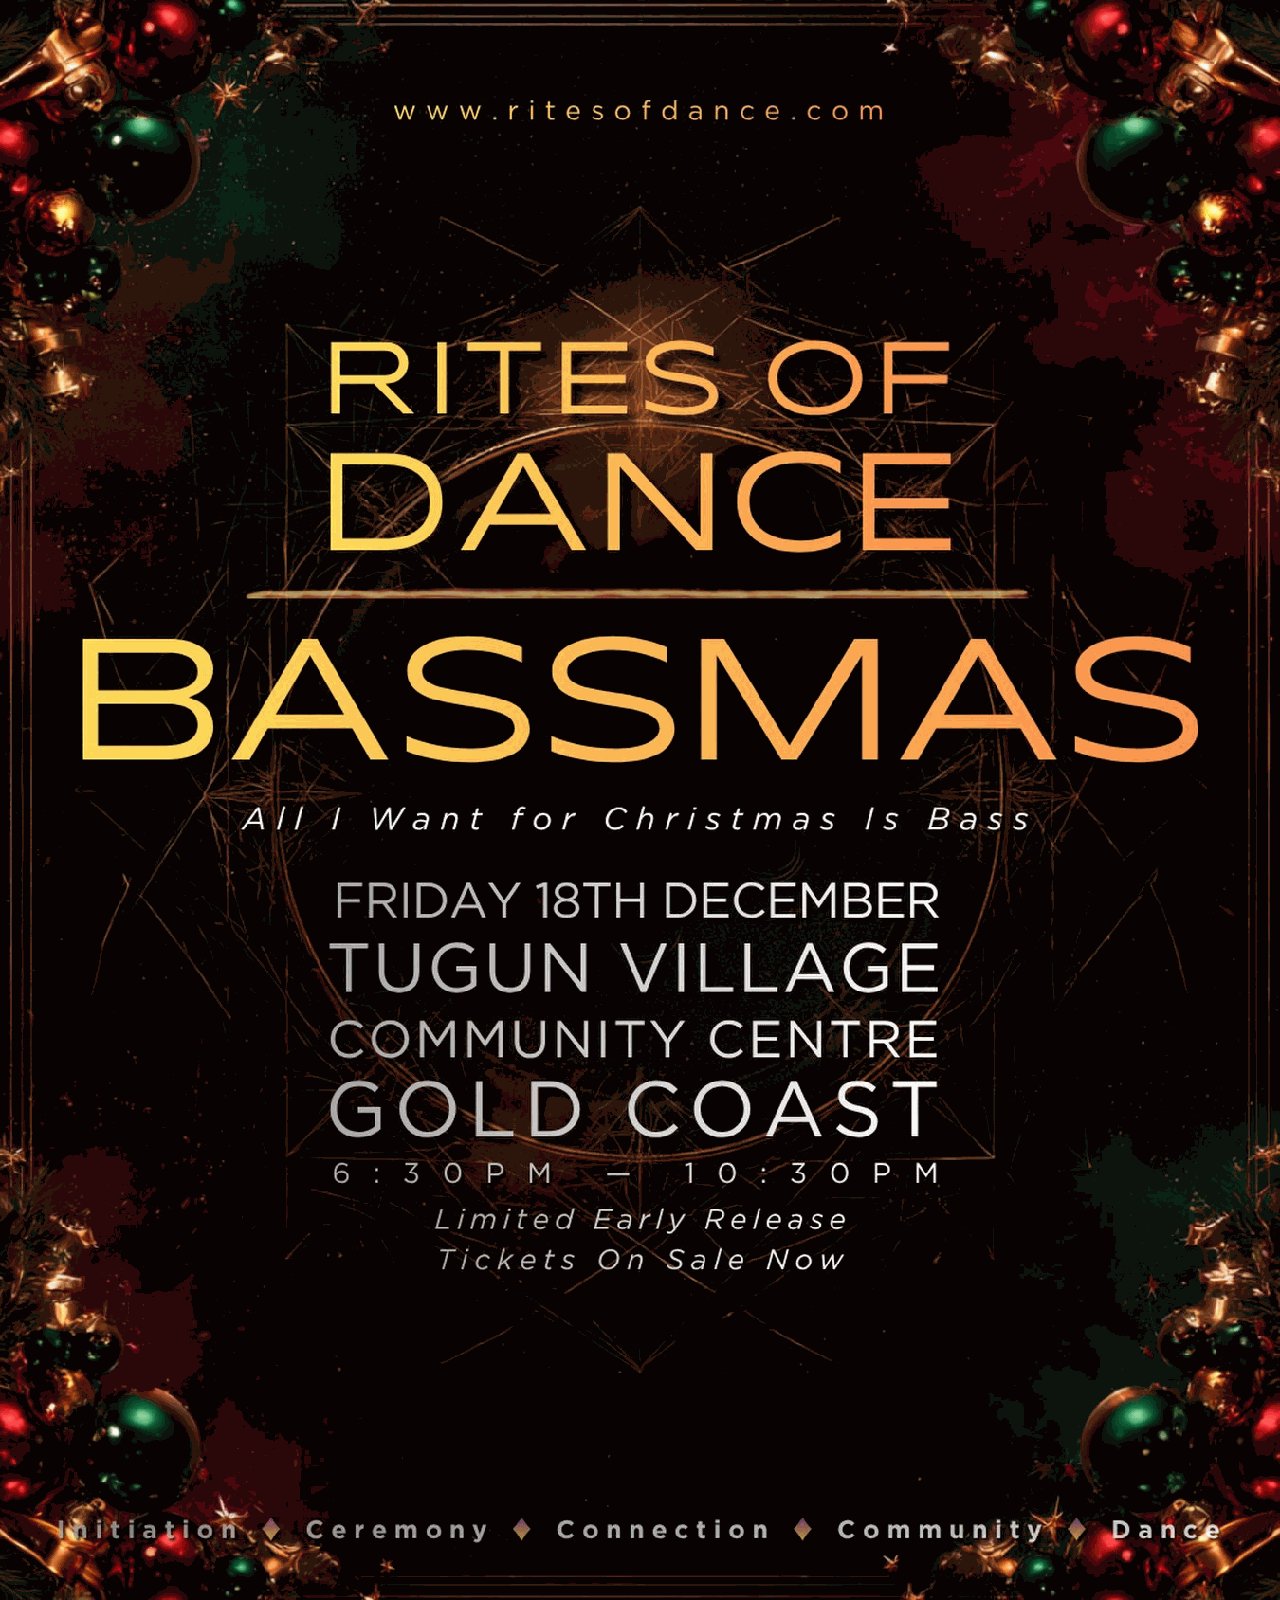 www.ritesofdance.com
RITES OF
DANCE
BASSMAS
All I Want for Christmas Is Bass
FRIDAY 18TH DECEMBER
TUGUN VILLAGE
COMMUNITY CENTRE
GOLD COAST
6:30PM — 10:30PM
Limited Early Release
Tickets On Sale Now
Initiation ♦ Ceremony ♦ Connection ♦ Community ♦ Dance